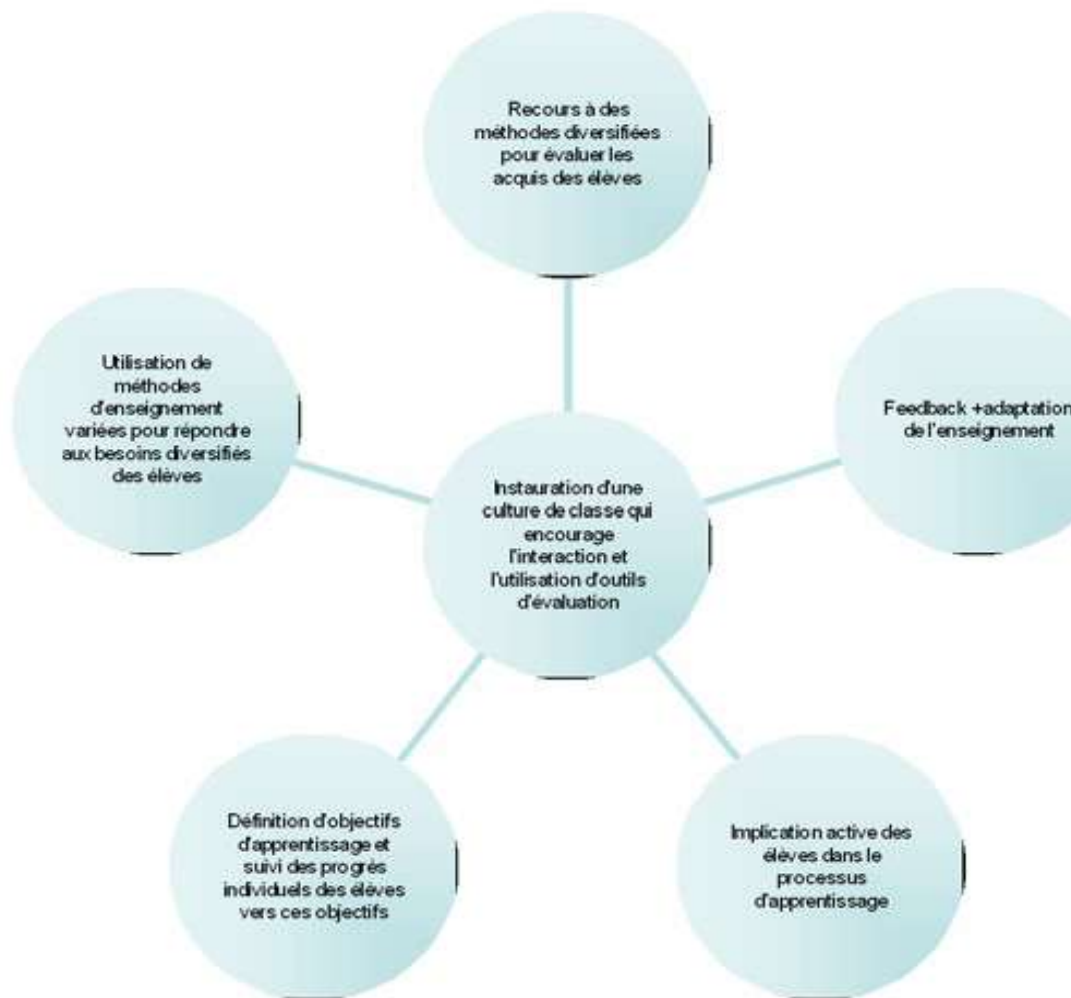 Recours à des
méthodes diversifiées
pour évaluer les
acquis des élèves
Utilisation de
méthodes
d'enseignement
variées pour répondre
aux besoins diversifiés
des élèves
Feedback +adaptation
de l'enseignement
Instauration d'une
culture de classe qui
encourage
l'interaction et
l'utilisation d'outils
d'évaluation
Définition d'objectifs
d'apprentissage et
suivi des progrès
individuels des élèves
vers ces objectifs
Implication active des
élèves dans le
processus
d'apprentissage